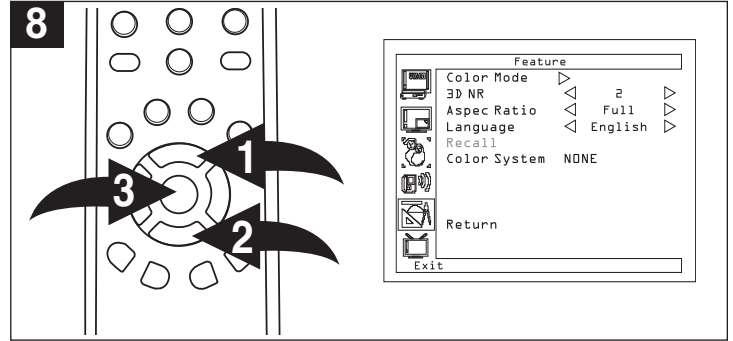 8
1
3
2
Feature
VIDEO
Color Mode
3D NR 2
Aspec Ratio Full
Language English
Recall
Color System NONE
Return
Exit